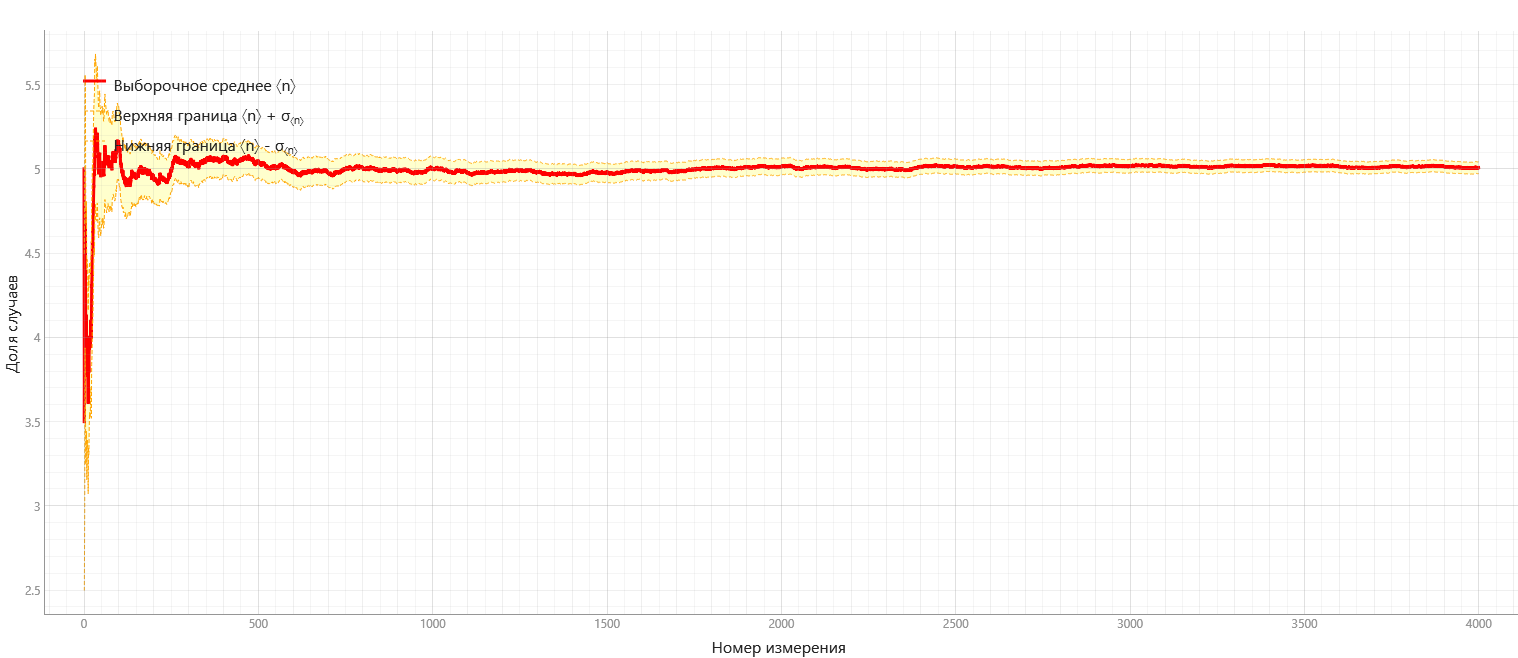 5.5
5
4.5
4
3.5
3
2.5
Доля случаев
Выборочное среднее ⟨n⟩
Верхняя граница ⟨n⟩ + σ⟨n⟩
Нижняя граница ⟨n⟩ - σ⟨n⟩
0 500 1000 1500 2000 2500 3000 3500 4000
Номер измерения